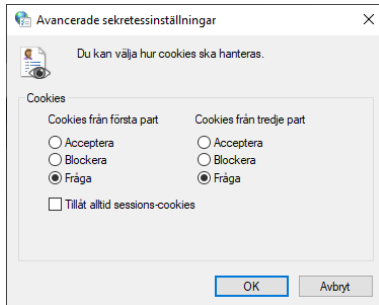 Avancerade sekretessinställningar
Du kan välja hur cookies ska hanteras.
Cookies
Cookies från första part
Cookies från tredje part
Acceptera
Acceptera
Blockera
Blockera
Fråga
Fråga
Tillåt alltid sessions-cookies
OK
Avbryt